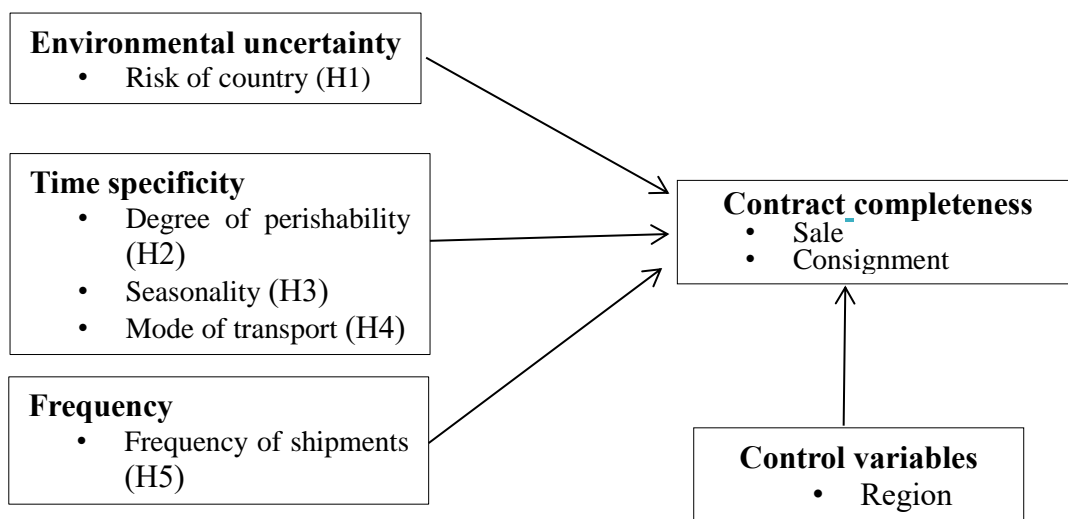 Environmental uncertainty
• Risk of country (H1)
Time specificity
• Degree of perishability
(H2)
• Seasonality (H3)
• Mode of transport (H4)
Frequency
• Frequency of shipments
(H5)
Contract completeness
• Sale
• Consignment
Control variables
• Region